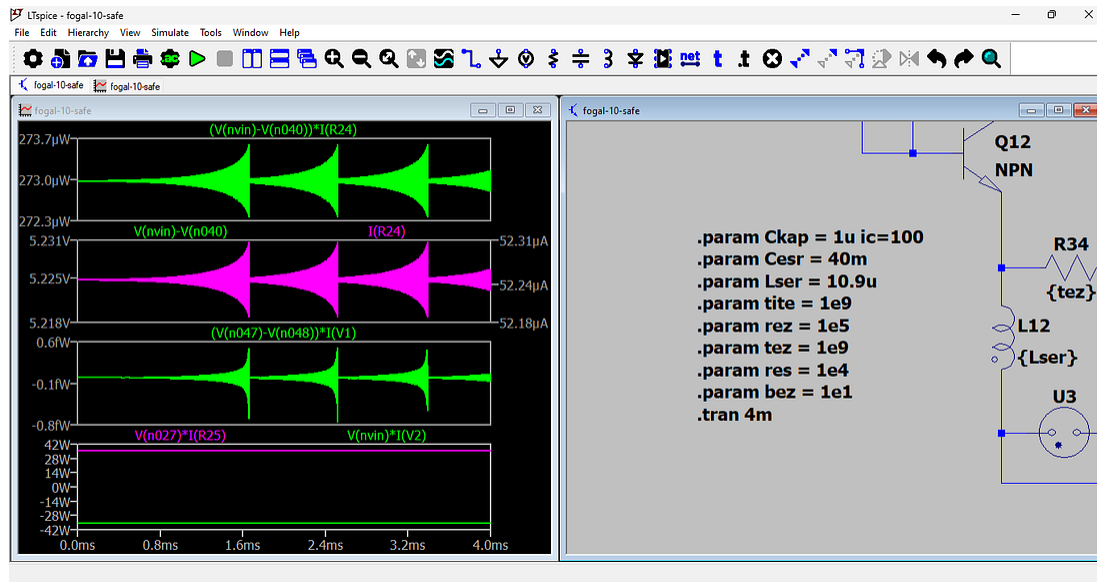 LTspice - fogal-10-safe
File Edit Hierarchy View Simulate Tools Window Help
ac
net t .t
fogal-10-safe fogal-10-safe
fogal-10-safe
(V(nvin)-V(n040))*I(R24)
273.7µW
273.0µW
272.3µW
V(nvin)-V(n040) I(R24)
5.231V 52.31µA
5.225V 52.24µA
5.218V 52.18µA
(V(n047)-V(n048))*I(V1)
0.6fW
-0.1fW
-0.8fW
V(n027)*I(R25) V(nvin)*I(V2)
42W
28W
14W
0W
-14W
-28W
-42W
0.0ms 0.8ms 1.6ms 2.4ms 3.2ms 4.0ms
fogal-10-safe
Q12
NPN
.param Ckap = 1u ic=100
.param Cesr = 40m
.param Lser = 10.9u
.param tite = 1e9
.param rez = 1e5
.param tez = 1e9
.param res = 1e4
.param bez = 1e1
.tran 4m
R34
{tez}
L12
{Lser}
U3